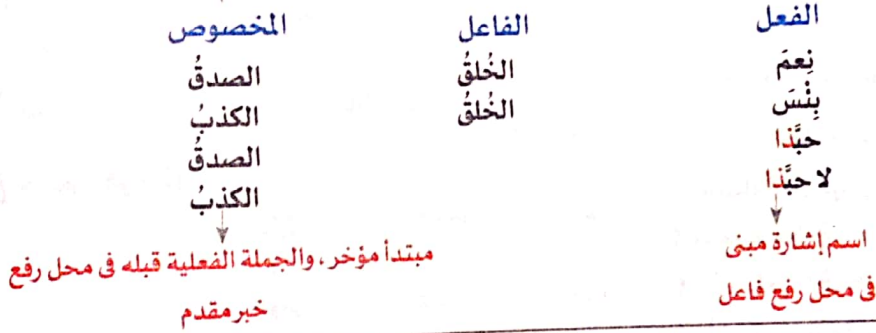 الفعل الفاعل المخصوص
نِعمَ الخُلقُ الصدقُ
بِئْسَ الخُلقُ الكذبُ
حبَّذا الصدقُ
لا حبَّذا الكذبُ
اسم إشارة مبنى
فى محل رفع فاعل
مبتدأ مؤخر، والجملة الفعلية قبله فى محل رفع
خبر مقدم